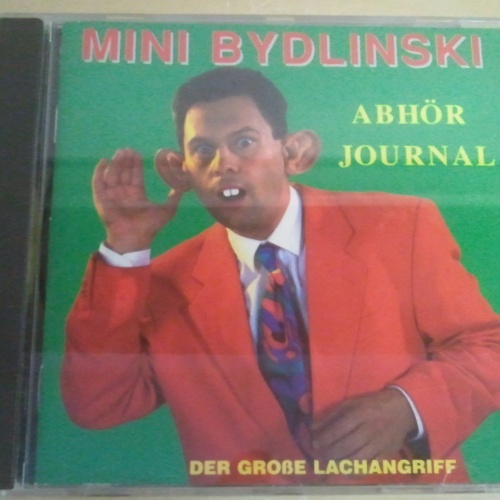 MINI BYDLINSKI
ABHÖR
JOURNAL
DER GROßE LACHANGRIFF